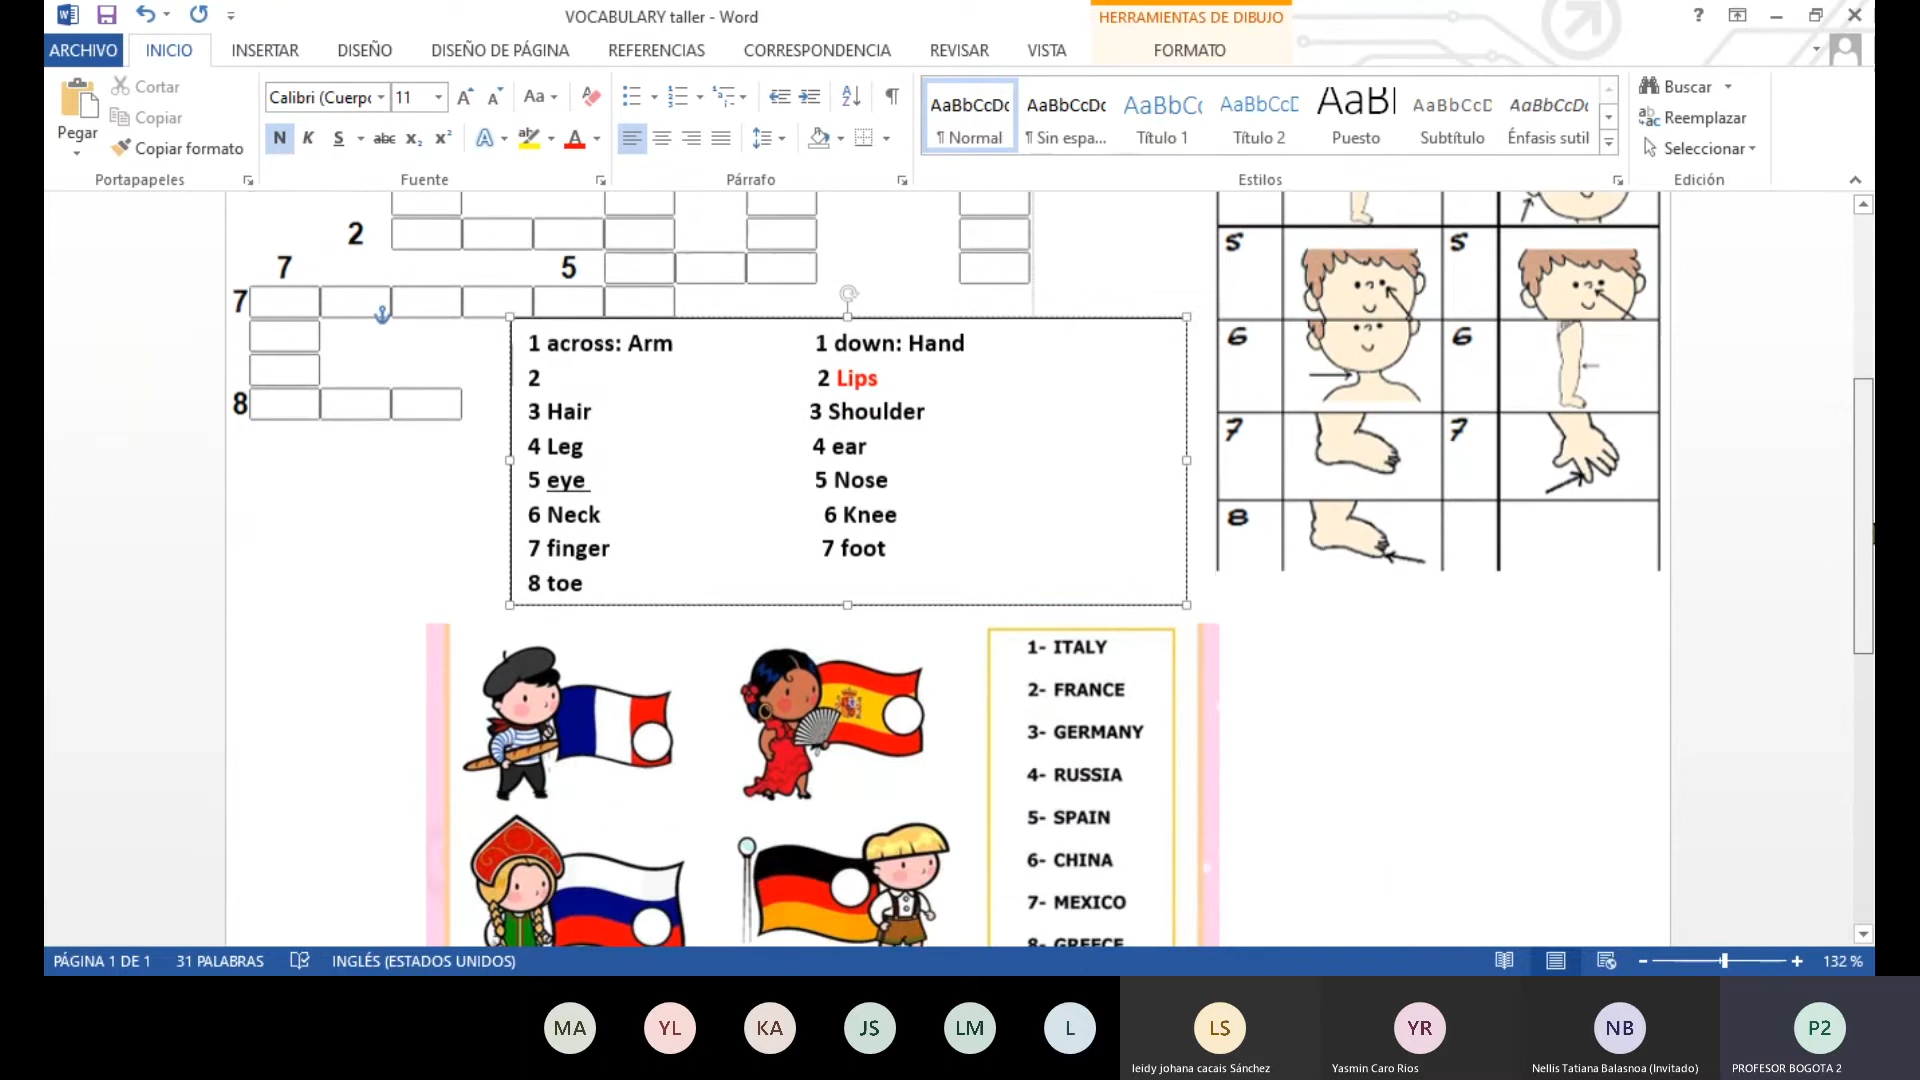 VOCABULARY taller - Word
HERRAMIENTAS DE DIBUJO
?
ARCHIVO INICIO INSERTAR DISEÑO DISEÑO DE PÁGINA REFERENCIAS CORRESPONDENCIA REVISAR VISTA FORMATO
Pegar
Cortar
Copiar
Copiar formato
Portapapeles
Calibri (Cuerpo 11
N K S abc x₂ x²
Fuente
Párrafo
AaBbCcDc AaBbCcDc AaBbCc AaBbCcD AaBl AaBbCcD AaBbCcDc
¶ Normal ¶ Sin espa... Título 1 Título 2 Puesto Subtítulo Énfasis sutil
Estilos
Buscar
Reemplazar
Seleccionar
Edición
2
7 5
7
8
1 across: Arm 1 down: Hand
2 2 Lips
3 Hair 3 Shoulder
4 Leg 4 ear
5 eye 5 Nose
6 Neck 6 Knee
7 finger 7 foot
8 toe
5 5
6 6
7 7
8
1- ITALY
2- FRANCE
3- GERMANY
4- RUSSIA
5- SPAIN
6- CHINA
7- MEXICO
8- GREECE
PÁGINA 1 DE 1 31 PALABRAS INGLÉS (ESTADOS UNIDOS) 132 %
MA YL KA JS LM L LS YR NB P2
leidy johana cacais Sánchez Yasmin Caro Rios Nellis Tatiana Balasnoa (Invitado) PROFESOR BOGOTA 2